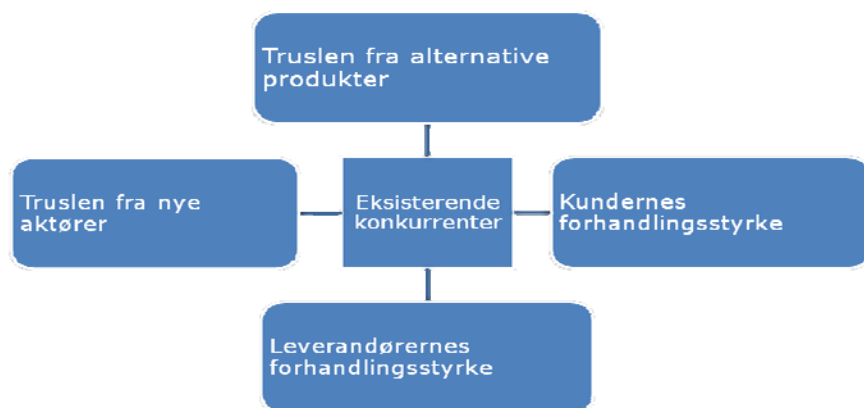 Truslen fra alternative
produkter
Truslen fra nye
aktører
Eksisterende
konkurrenter
Kundernes
forhandlingsstyrke
Leverandørernes
forhandlingsstyrke